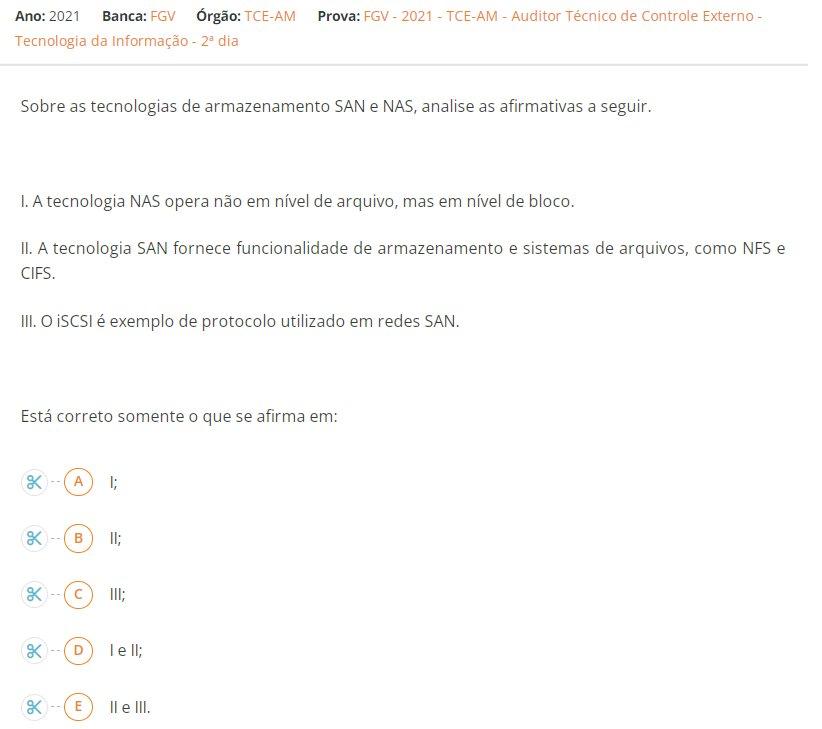 Ano: 2021 Banca: FGV Órgão: TCE-AM Prova: FGV - 2021 - TCE-AM - Auditor Técnico de Controle Externo -
Tecnologia da Informação - 2ª dia
Sobre as tecnologias de armazenamento SAN e NAS, analise as afirmativas a seguir.
I. A tecnologia NAS opera não em nível de arquivo, mas em nível de bloco.
II. A tecnologia SAN fornece funcionalidade de armazenamento e sistemas de arquivos, como NFS e
CIFS.
III. O iSCSI é exemplo de protocolo utilizado em redes SAN.
Está correto somente o que se afirma em:
A I;
B II;
C III;
D I e II;
E II e III.